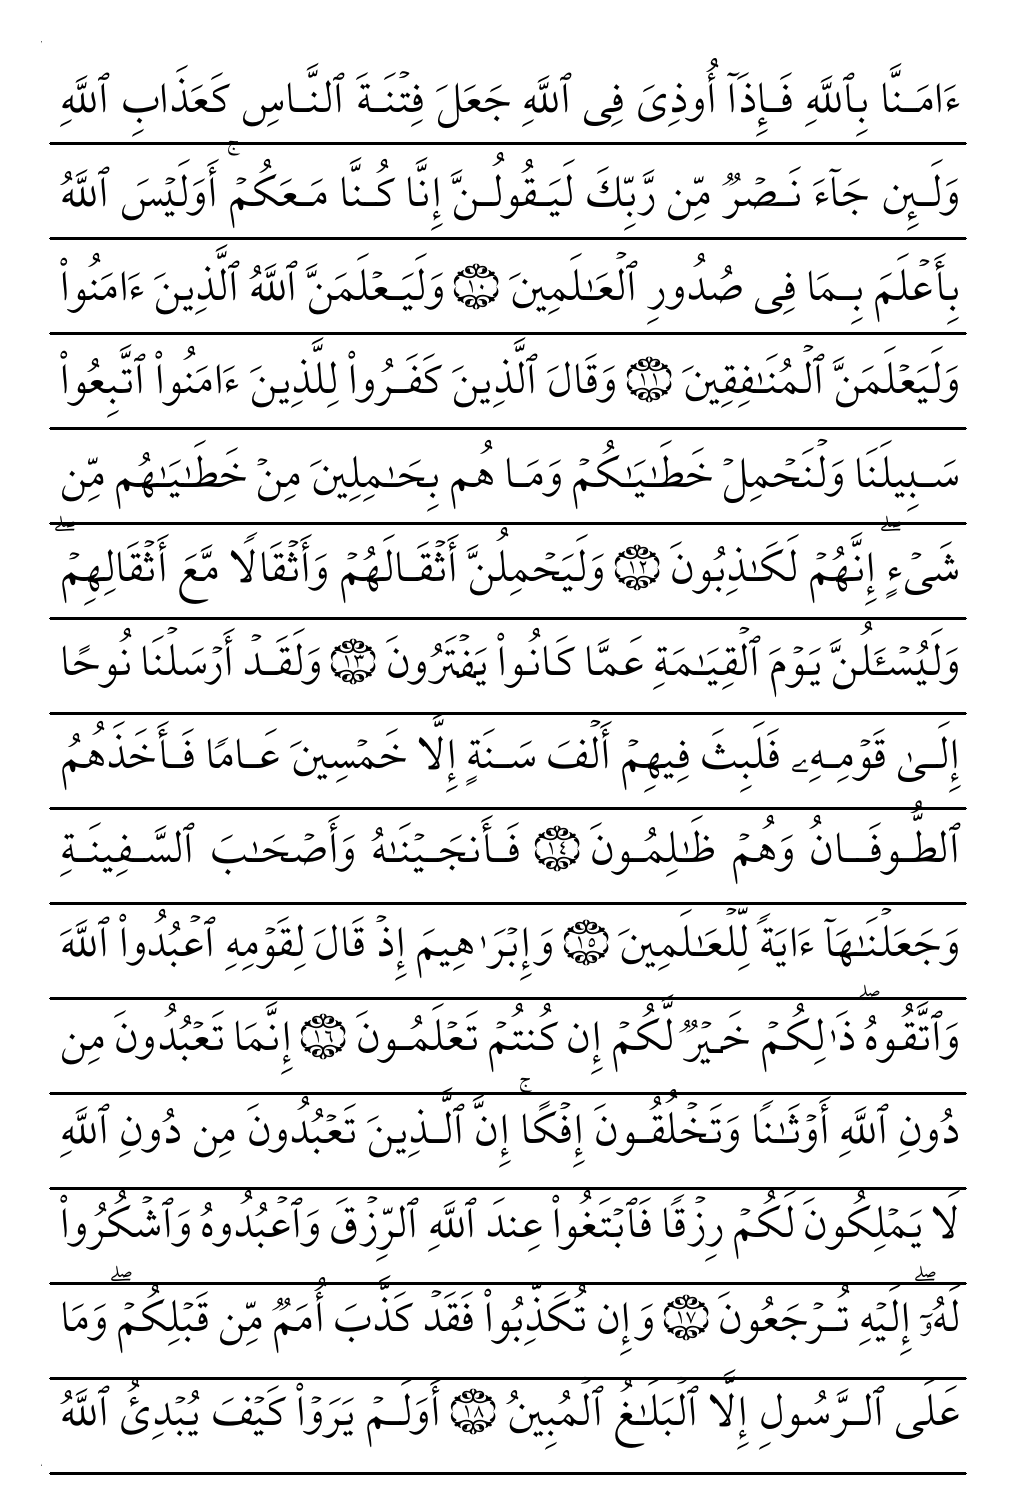 ءَامَنَّا بِٱللَّهِ فَإِذَآ أُوذِىَ فِى ٱللَّهِ جَعَلَ فِتْنَةَ ٱلنَّاسِ كَعَذَابِ ٱللَّهِ
وَلَئِن جَآءَ نَصْرٌ مِّن رَّبِّكَ لَيَقُولُنَّ إِنَّا كُنَّا مَعَكُمْ ۚ أَوَلَيْسَ ٱللَّهُ
بِأَعْلَمَ بِمَا فِى صُدُورِ ٱلْعَـٰلَمِينَ ١٠ وَلَيَعْلَمَنَّ ٱللَّهُ ٱلَّذِينَ ءَامَنُوا۟
وَلَيَعْلَمَنَّ ٱلْمُنَـٰفِقِينَ ١١ وَقَالَ ٱلَّذِينَ كَفَرُوا۟ لِلَّذِينَ ءَامَنُوا۟ ٱتَّبِعُوا۟
سَبِيلَنَا وَلْنَحْمِلْ خَطَـٰيَـٰكُمْ وَمَا هُم بِحَـٰمِلِينَ مِنْ خَطَـٰيَـٰهُم مِّن
شَىْءٍ ۖ إِنَّهُمْ لَكَـٰذِبُونَ ١٢ وَلَيَحْمِلُنَّ أَثْقَالَهُمْ وَأَثْقَالًا مَّعَ أَثْقَالِهِمْ ۖ
وَلَيُسْـَٔلُنَّ يَوْمَ ٱلْقِيَـٰمَةِ عَمَّا كَانُوا۟ يَفْتَرُونَ ١٣ وَلَقَدْ أَرْسَلْنَا نُوحًا
إِلَىٰ قَوْمِهِۦ فَلَبِثَ فِيهِمْ أَلْفَ سَنَةٍ إِلَّا خَمْسِينَ عَامًا فَأَخَذَهُمُ
ٱلطُّوفَانُ وَهُمْ ظَـٰلِمُونَ ١٤ فَأَنجَيْنَـٰهُ وَأَصْحَـٰبَ ٱلسَّفِينَةِ
وَجَعَلْنَـٰهَآ ءَايَةً لِّلْعَـٰلَمِينَ ١٥ وَإِبْرَٰهِيمَ إِذْ قَالَ لِقَوْمِهِ ٱعْبُدُوا۟ ٱللَّهَ
وَٱتَّقُوهُ ۖ ذَٰلِكُمْ خَيْرٌ لَّكُمْ إِن كُنتُمْ تَعْلَمُونَ ١٦ إِنَّمَا تَعْبُدُونَ مِن
دُونِ ٱللَّهِ أَوْثَـٰنًا وَتَخْلُقُونَ إِفْكًا ۚ إِنَّ ٱلَّذِينَ تَعْبُدُونَ مِن دُونِ ٱللَّهِ
لَا يَمْلِكُونَ لَكُمْ رِزْقًا فَٱبْتَغُوا۟ عِندَ ٱللَّهِ ٱلرِّزْقَ وَٱعْبُدُوهُ وَٱشْكُرُوا۟
لَهُۥٓ ۖ إِلَيْهِ تُرْجَعُونَ ١٧ وَإِن تُكَذِّبُوا۟ فَقَدْ كَذَّبَ أُمَمٌ مِّن قَبْلِكُمْ ۖ وَمَا
عَلَى ٱلرَّسُولِ إِلَّا ٱلْبَلَـٰغُ ٱلْمُبِينُ ١٨ أَوَلَمْ يَرَوْا۟ كَيْفَ يُبْدِئُ ٱللَّهُ